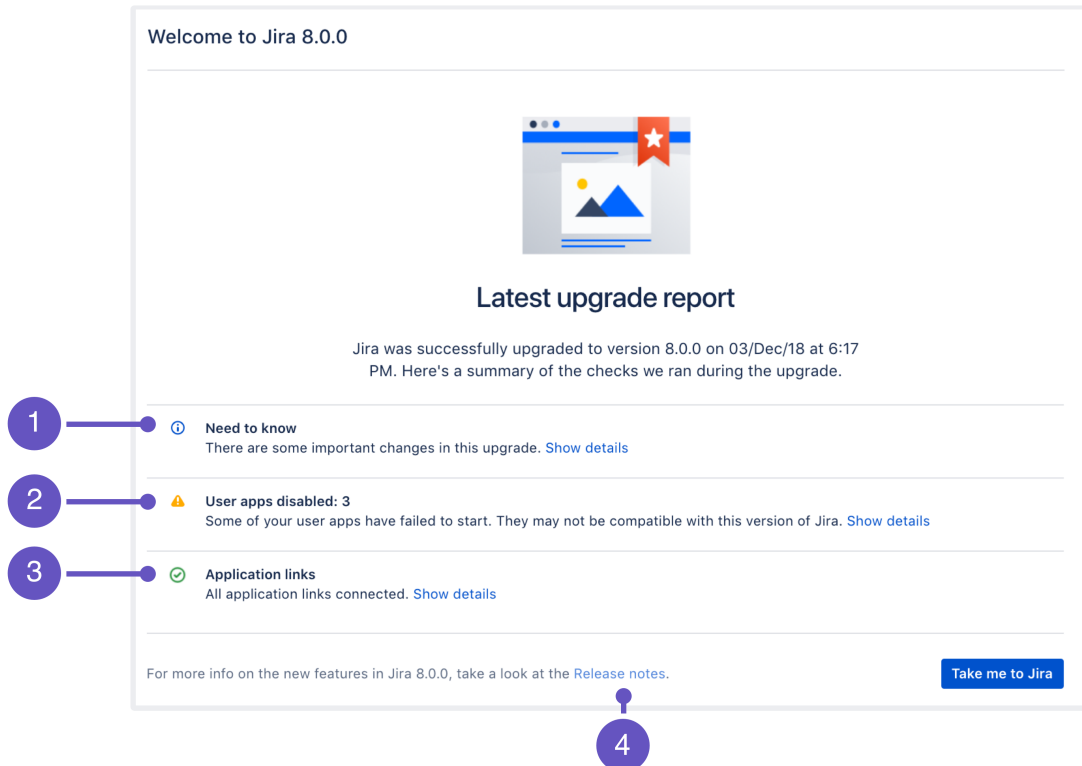 Welcome to Jira 8.0.0
Latest upgrade report
Jira was successfully upgraded to version 8.0.0 on 03/Dec/18 at 6:17
PM. Here's a summary of the checks we ran during the upgrade.
1
Need to know
There are some important changes in this upgrade. Show details
2
User apps disabled: 3
Some of your user apps have failed to start. They may not be compatible with this version of Jira. Show details
3
Application links
All application links connected. Show details
For more info on the new features in Jira 8.0.0, take a look at the Release notes.
Take me to Jira
4